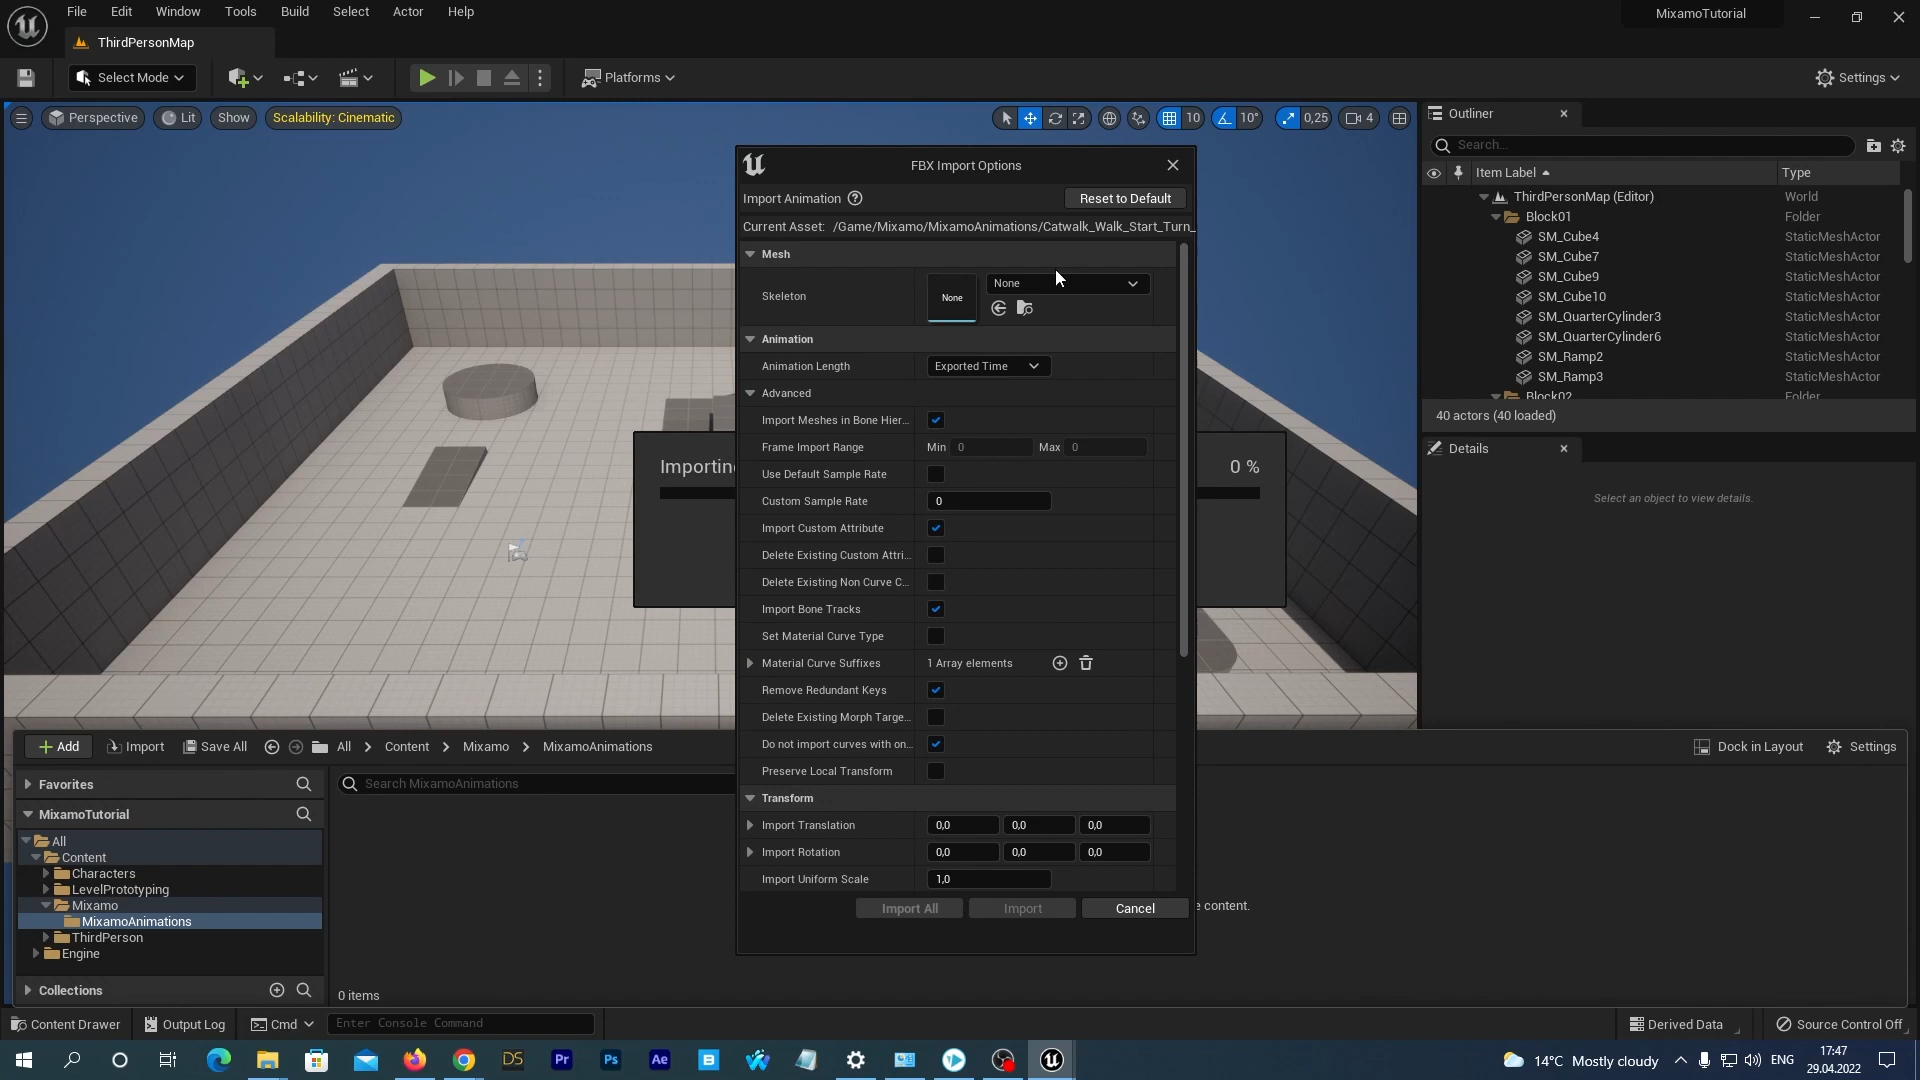 File Edit Window Tools Build Select Actor Help
MixamoTutorial
ThirdPersonMap
Select Mode
Platforms
Settings
Perspective Lit Show Scalability: Cinematic
10 10° 0,25 4
Outliner
Search...
Item Label Type
ThirdPersonMap (Editor) World
Block01 Folder
SM_Cube4 StaticMeshActor
SM_Cube7 StaticMeshActor
SM_Cube9 StaticMeshActor
SM_Cube10 StaticMeshActor
SM_QuarterCylinder3 StaticMeshActor
SM_QuarterCylinder6 StaticMeshActor
SM_Ramp2 StaticMeshActor
SM_Ramp3 StaticMeshActor
Block02 Folder
40 actors (40 loaded)
Details
Select an object to view details.
Importing
0 %
FBX Import Options
Import Animation ? Reset to Default
Current Asset: /Game/Mixamo/MixamoAnimations/Catwalk_Walk_Start_Turn_
Mesh
Skeleton None None
Animation
Animation Length Exported Time
Advanced
Import Meshes in Bone Hier...
Frame Import Range Min 0 Max 0
Use Default Sample Rate
Custom Sample Rate 0
Import Custom Attribute
Delete Existing Custom Attri...
Delete Existing Non Curve C...
Import Bone Tracks
Set Material Curve Type
Material Curve Suffixes 1 Array elements
Remove Redundant Keys
Delete Existing Morph Targe...
Do not import curves with on...
Preserve Local Transform
Transform
Import Translation 0,0 0,0 0,0
Import Rotation 0,0 0,0 0,0
Import Uniform Scale 1,0
Import All Import Cancel
Add Import Save All All Content Mixamo MixamoAnimations
Dock in Layout Settings
Favorites
Search MixamoAnimations
MixamoTutorial
All
Content
Characters
LevelPrototyping
Mixamo
MixamoAnimations
ThirdPerson
Engine
Collections
e content.
0 items
Content Drawer Output Log Cmd Enter Console Command
Derived Data Source Control Off
DS Pr Ps Ae B
14°C Mostly cloudy ENG
17:47
29.04.2022